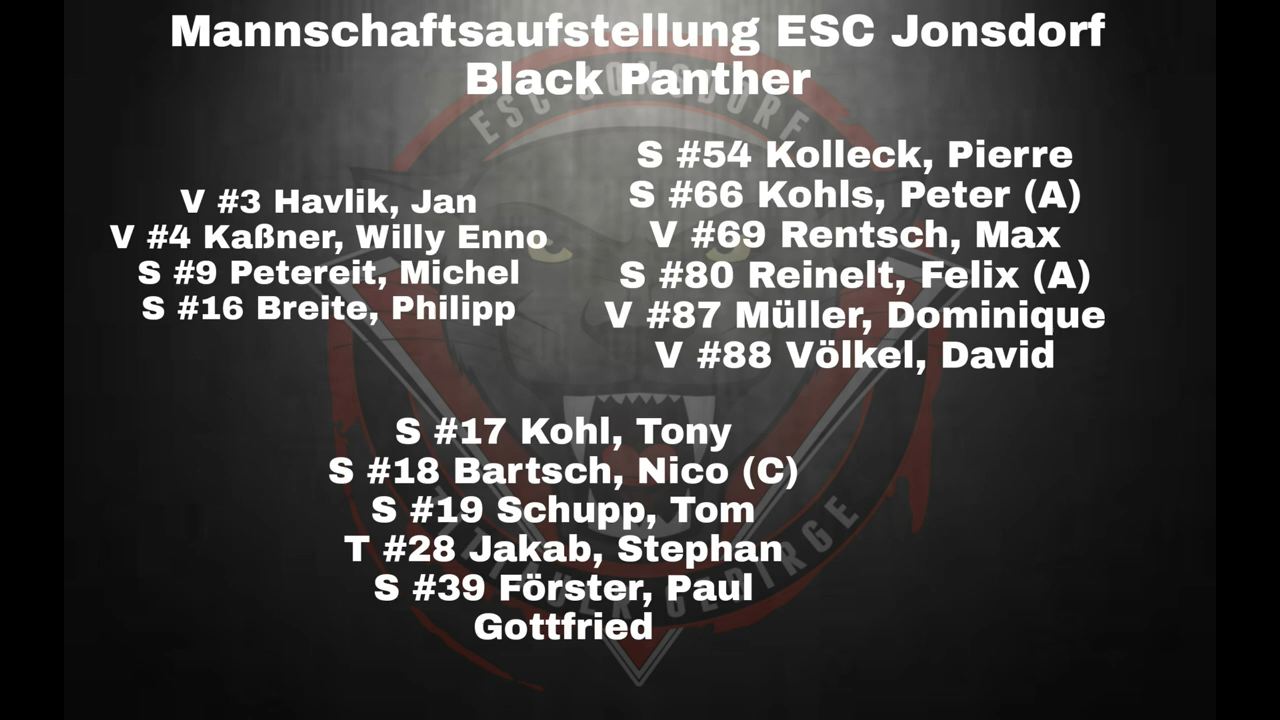 Mannschaftsaufstellung ESC Jonsdorf
Black Panther
V #3 Havlik, Jan
V #4 Kaßner, Willy Enno
S #9 Petereit, Michel
S #16 Breite, Philipp
S #54 Kolleck, Pierre
S #66 Kohls, Peter (A)
V #69 Rentsch, Max
S #80 Reinelt, Felix (A)
V #87 Müller, Dominique
V #88 Völkel, David
S #17 Kohl, Tony
S #18 Bartsch, Nico (C)
S #19 Schupp, Tom
T #28 Jakab, Stephan
S #39 Förster, Paul
Gottfried
ESC JONSDORF